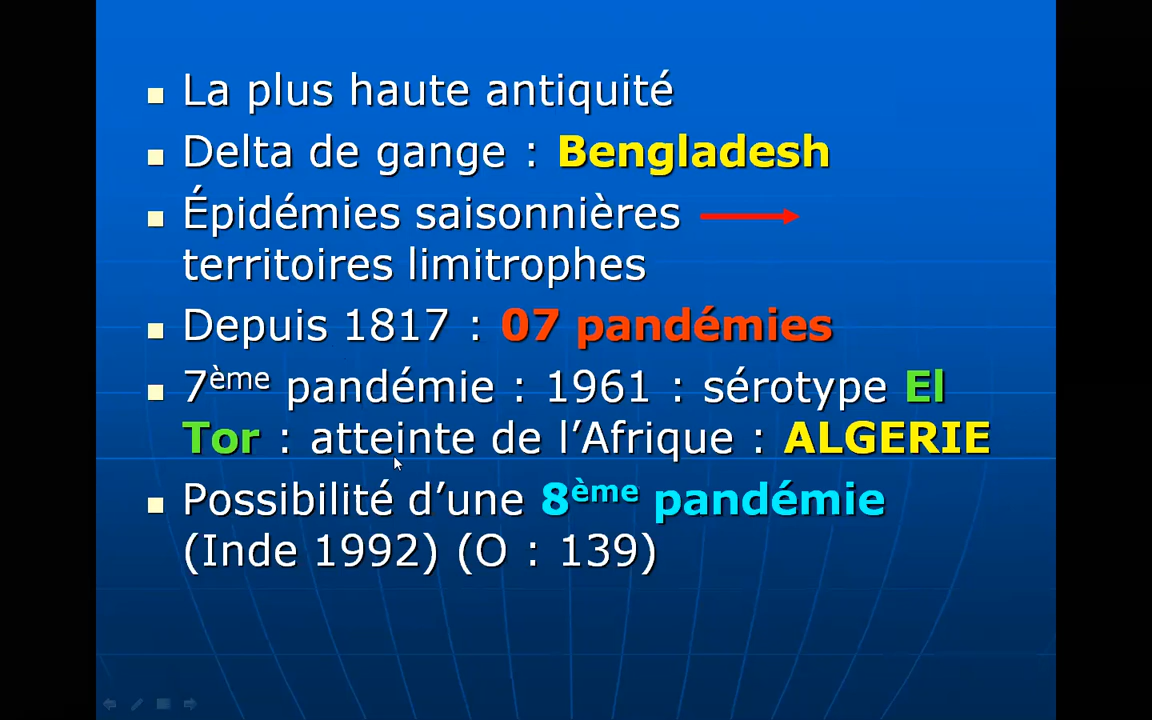 La plus haute antiquité
Delta de gange : Bengladesh
Épidémies saisonnières
territoires limitrophes
Depuis 1817 : 07 pandémies
7ème pandémie : 1961 : sérotype El
Tor : atteinte de l’Afrique : ALGERIE
Possibilité d’une 8ème pandémie
(Inde 1992) (O : 139)